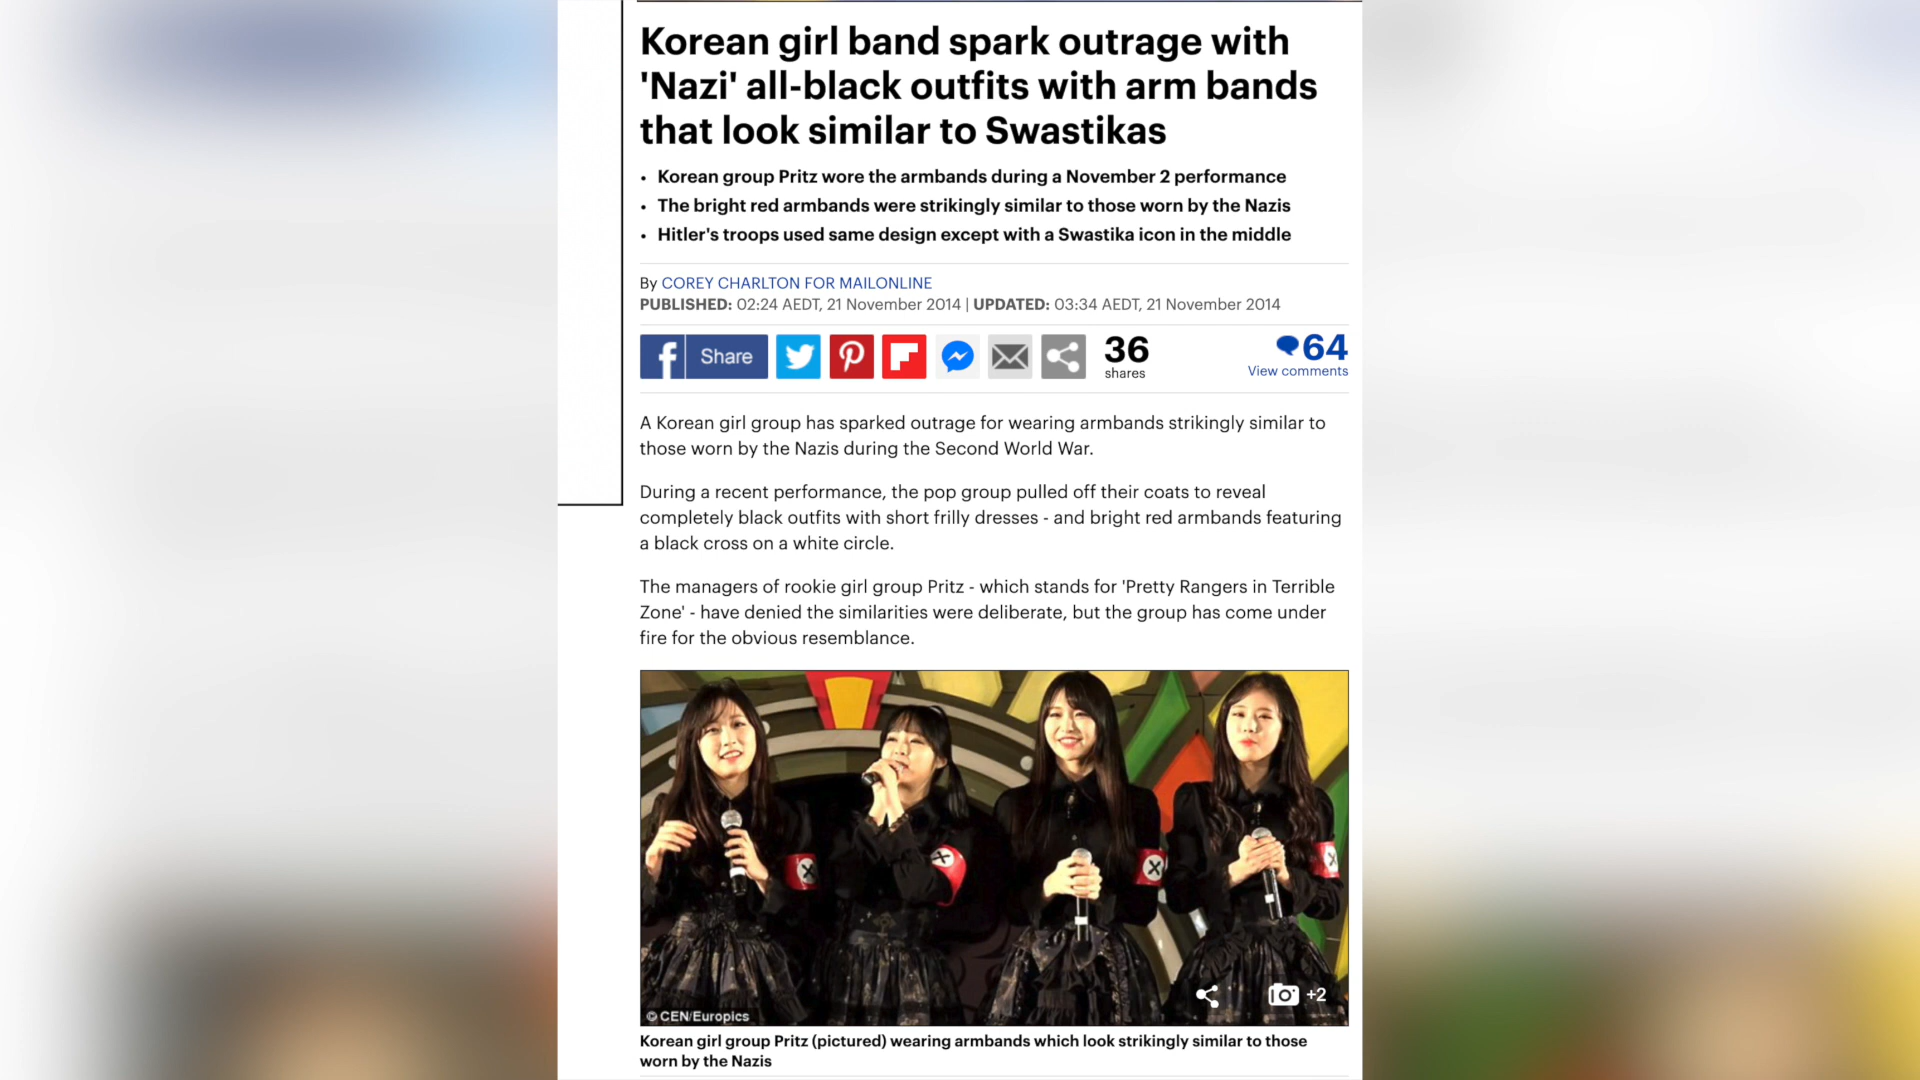 Korean girl band spark outrage with
'Nazi' all-black outfits with arm bands
that look similar to Swastikas
• Korean group Pritz wore the armbands during a November 2 performance
• The bright red armbands were strikingly similar to those worn by the Nazis
• Hitler's troops used same design except with a Swastika icon in the middle
By COREY CHARLTON FOR MAILONLINE
PUBLISHED: 02:24 AEDT, 21 November 2014 | UPDATED: 03:34 AEDT, 21 November 2014
Share
36
shares
64
View comments
A Korean girl group has sparked outrage for wearing armbands strikingly similar to
those worn by the Nazis during the Second World War.
During a recent performance, the pop group pulled off their coats to reveal
completely black outfits with short frilly dresses - and bright red armbands featuring
a black cross on a white circle.
The managers of rookie girl group Pritz - which stands for 'Pretty Rangers in Terrible
Zone' - have denied the similarities were deliberate, but the group has come under
fire for the obvious resemblance.
+2
© CEN/Europics
Korean girl group Pritz (pictured) wearing armbands which look strikingly similar to those
worn by the Nazis